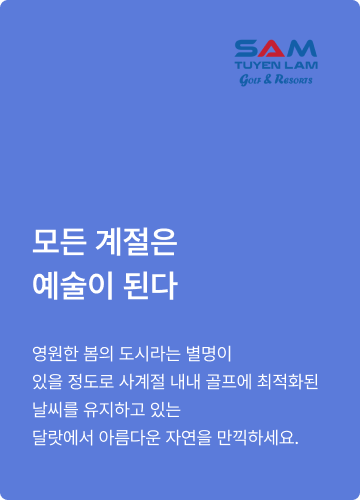 SAM
TUYEN LAM
GOLF & RESORTS
모든 계절은
예술이 된다
영원한 봄의 도시라는 별명이
있을 정도로 사계절 내내 골프에 최적화된
날씨를 유지하고 있는
달랏에서 아름다운 자연을 만끽하세요.